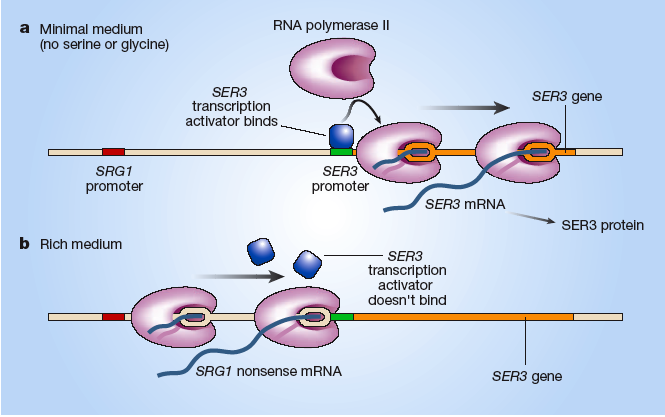 a Minimal medium
(no serine or glycine)
RNA polymerase II
SER3
transcription
activator binds
SER3 gene
SRG1
promoter
SER3
promoter
SER3 mRNA
SER3 protein
b Rich medium
SER3
transcription
activator
doesn't bind
SRG1 nonsense mRNA
SER3 gene